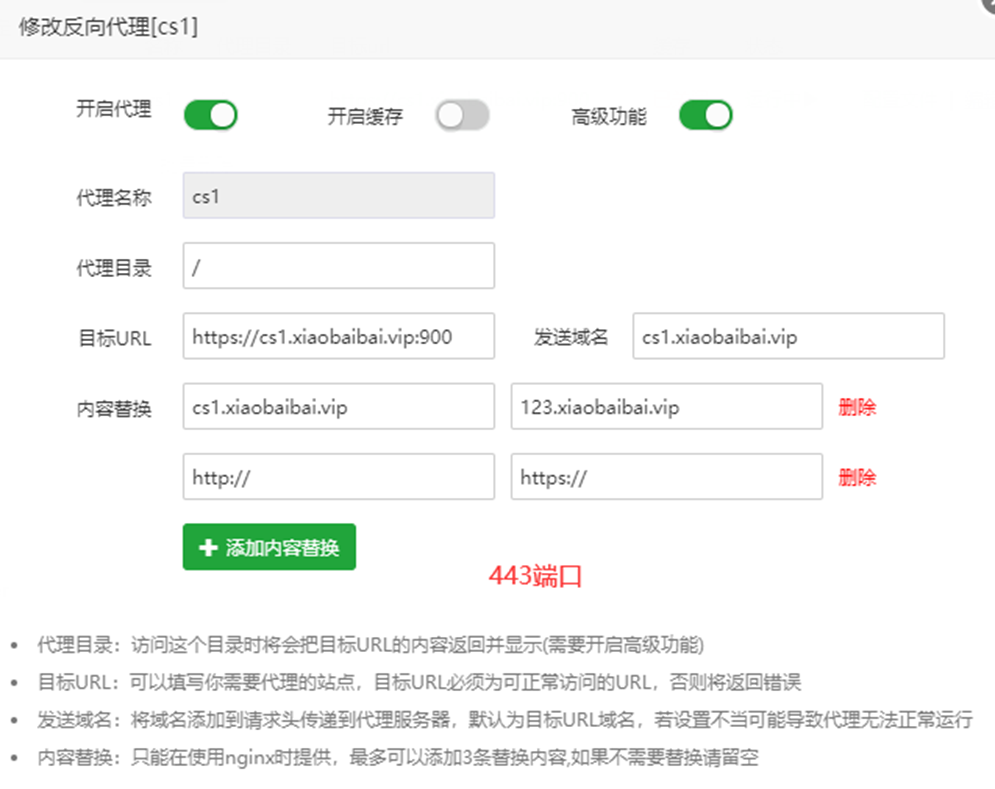 修改反向代理[cs1]
开启代理 开启缓存 高级功能
代理名称 cs1
代理目录 /
目标URL https://cs1.xiaobaibai.vip:900 发送域名 cs1.xiaobaibai.vip
内容替换 cs1.xiaobaibai.vip 123.xiaobaibai.vip 删除
http:// https:// 删除
+ 添加内容替换
443端口
• 代理目录：访问这个目录时将会把目标URL的内容返回并显示(需要开启高级功能)
• 目标URL：可以填写你需要代理的站点，目标URL必须为可正常访问的URL，否则将返回错误
• 发送域名：将域名添加到请求头传递到代理服务器，默认为目标URL域名，若设置不当可能导致代理无法正常运行
• 内容替换：只能在使用nginx时提供，最多可以添加3条替换内容,如果不需要替换请留空